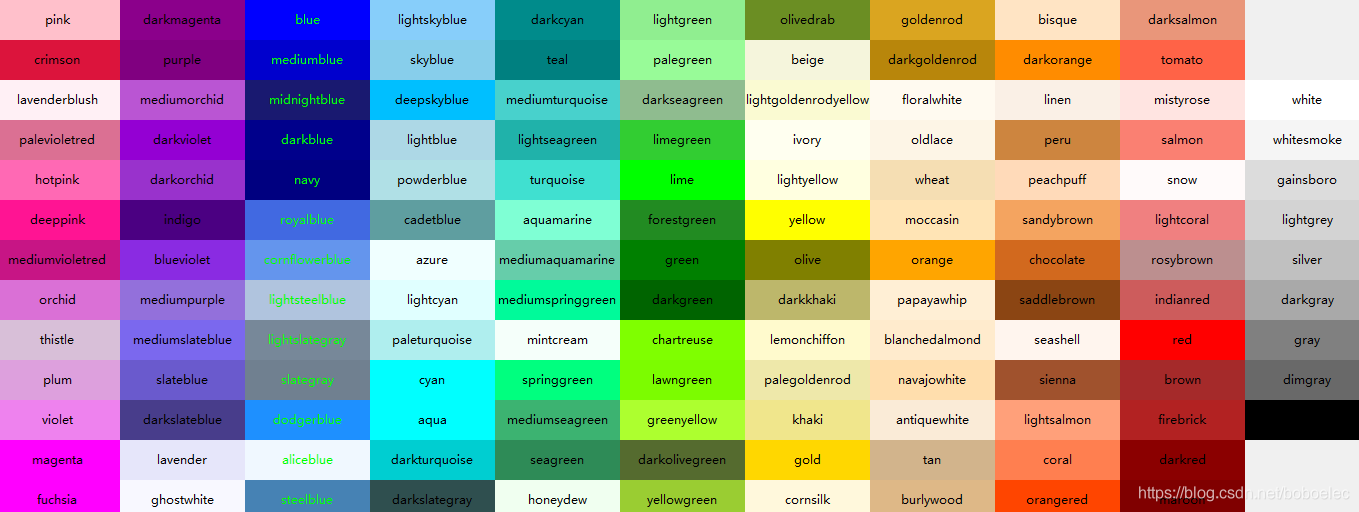 pink darkmagenta blue lightskyblue darkcyan lightgreen olivedrab goldenrod bisque darksalmon
crimson purple mediumblue skyblue teal palegreen beige darkgoldenrod darkorange tomato
lavenderblush mediumorchid midnightblue deepskyblue mediumturquoise darkseagreen lightgoldenrodyellow floralwhite linen mistyrose white
palevioletred darkviolet darkblue lightblue lightseagreen limegreen ivory oldlace peru salmon whitesmoke
hotpink darkorchid navy powderblue turquoise lime lightyellow wheat peachpuff snow gainsboro
deeppink indigo royalblue cadetblue aquamarine forestgreen yellow moccasin sandybrown lightcoral lightgrey
mediumvioletred blueviolet cornflowerblue azure mediumaquamarine green olive orange chocolate rosybrown silver
orchid mediumpurple lightsteelblue lightcyan mediumspringgreen darkgreen darkkhaki papayawhip saddlebrown indianred darkgray
thistle mediumslateblue lightslategray paleturquoise mintcream chartreuse lemonchiffon blanchedalmond seashell red gray
plum slateblue slategray cyan springgreen lawngreen palegoldenrod navajowhite sienna brown dimgray
violet darkslateblue dodgerblue aqua mediumseagreen greenyellow khaki antiquewhite lightsalmon firebrick
magenta lavender aliceblue darkturquoise seagreen darkolivegreen gold tan coral darkred
fuchsia ghostwhite steelblue darkslategray honeydew yellowgreen cornsilk burlywood orangered
https://blog.csdn.net/boboelec